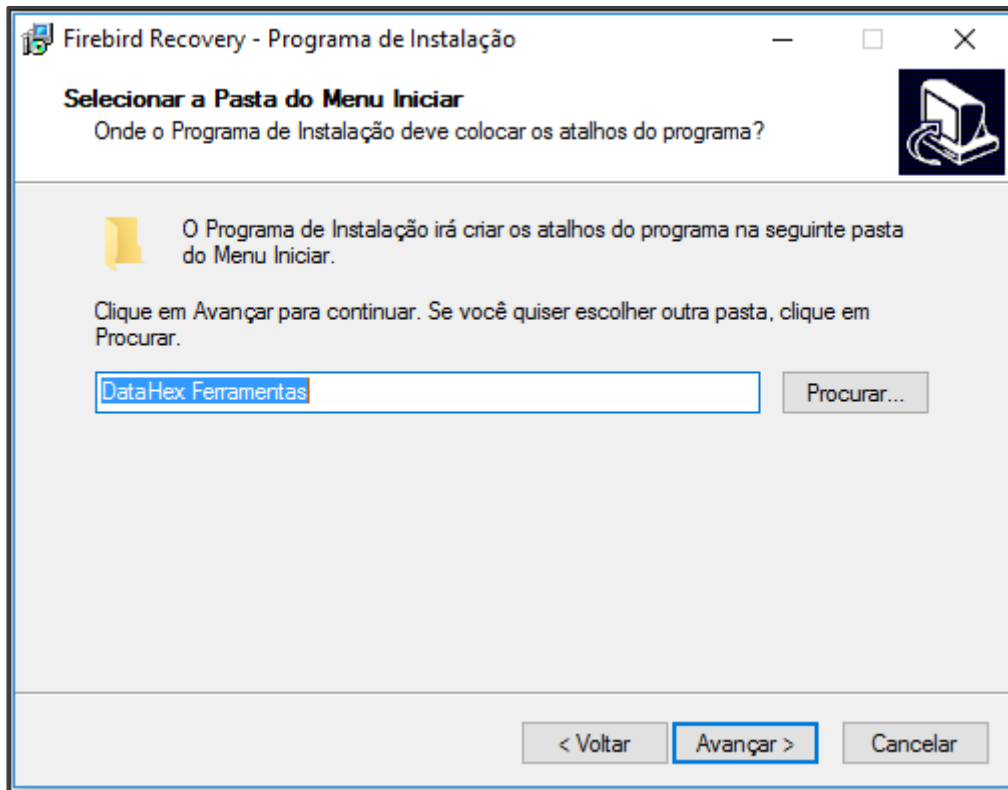 Firebird Recovery - Programa de Instalação
Selecionar a Pasta do Menu Iniciar
Onde o Programa de Instalação deve colocar os atalhos do programa?
O Programa de Instalação irá criar os atalhos do programa na seguinte pasta
do Menu Iniciar.
Clique em Avançar para continuar. Se você quiser escolher outra pasta, clique em
Procurar.
DataHex Ferramentas
Procurar...
< Voltar
Avançar >
Cancelar